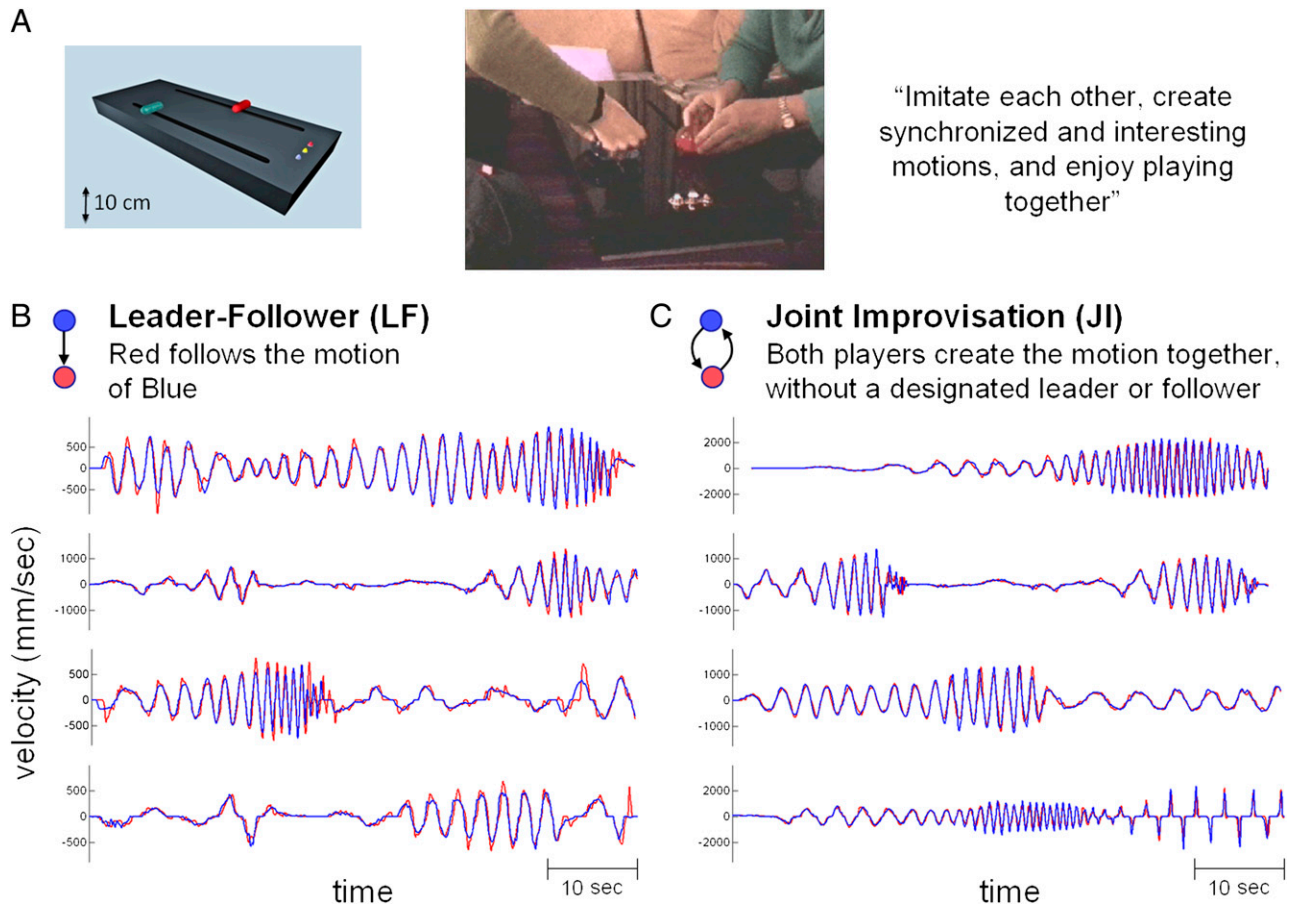 A
10 cm
“Imitate each other, create
synchronized and interesting
motions, and enjoy playing
together”
B
Leader-Follower (LF)
Red follows the motion
of Blue
C
Joint Improvisation (JI)
Both players create the motion together,
without a designated leader or follower
velocity (mm/sec)
500
0
-500
1000
0
-1000
500
0
-500
500
0
-500
10 sec
time
2000
0
-2000
1000
0
-1000
1000
0
-1000
2000
0
-2000
10 sec
time